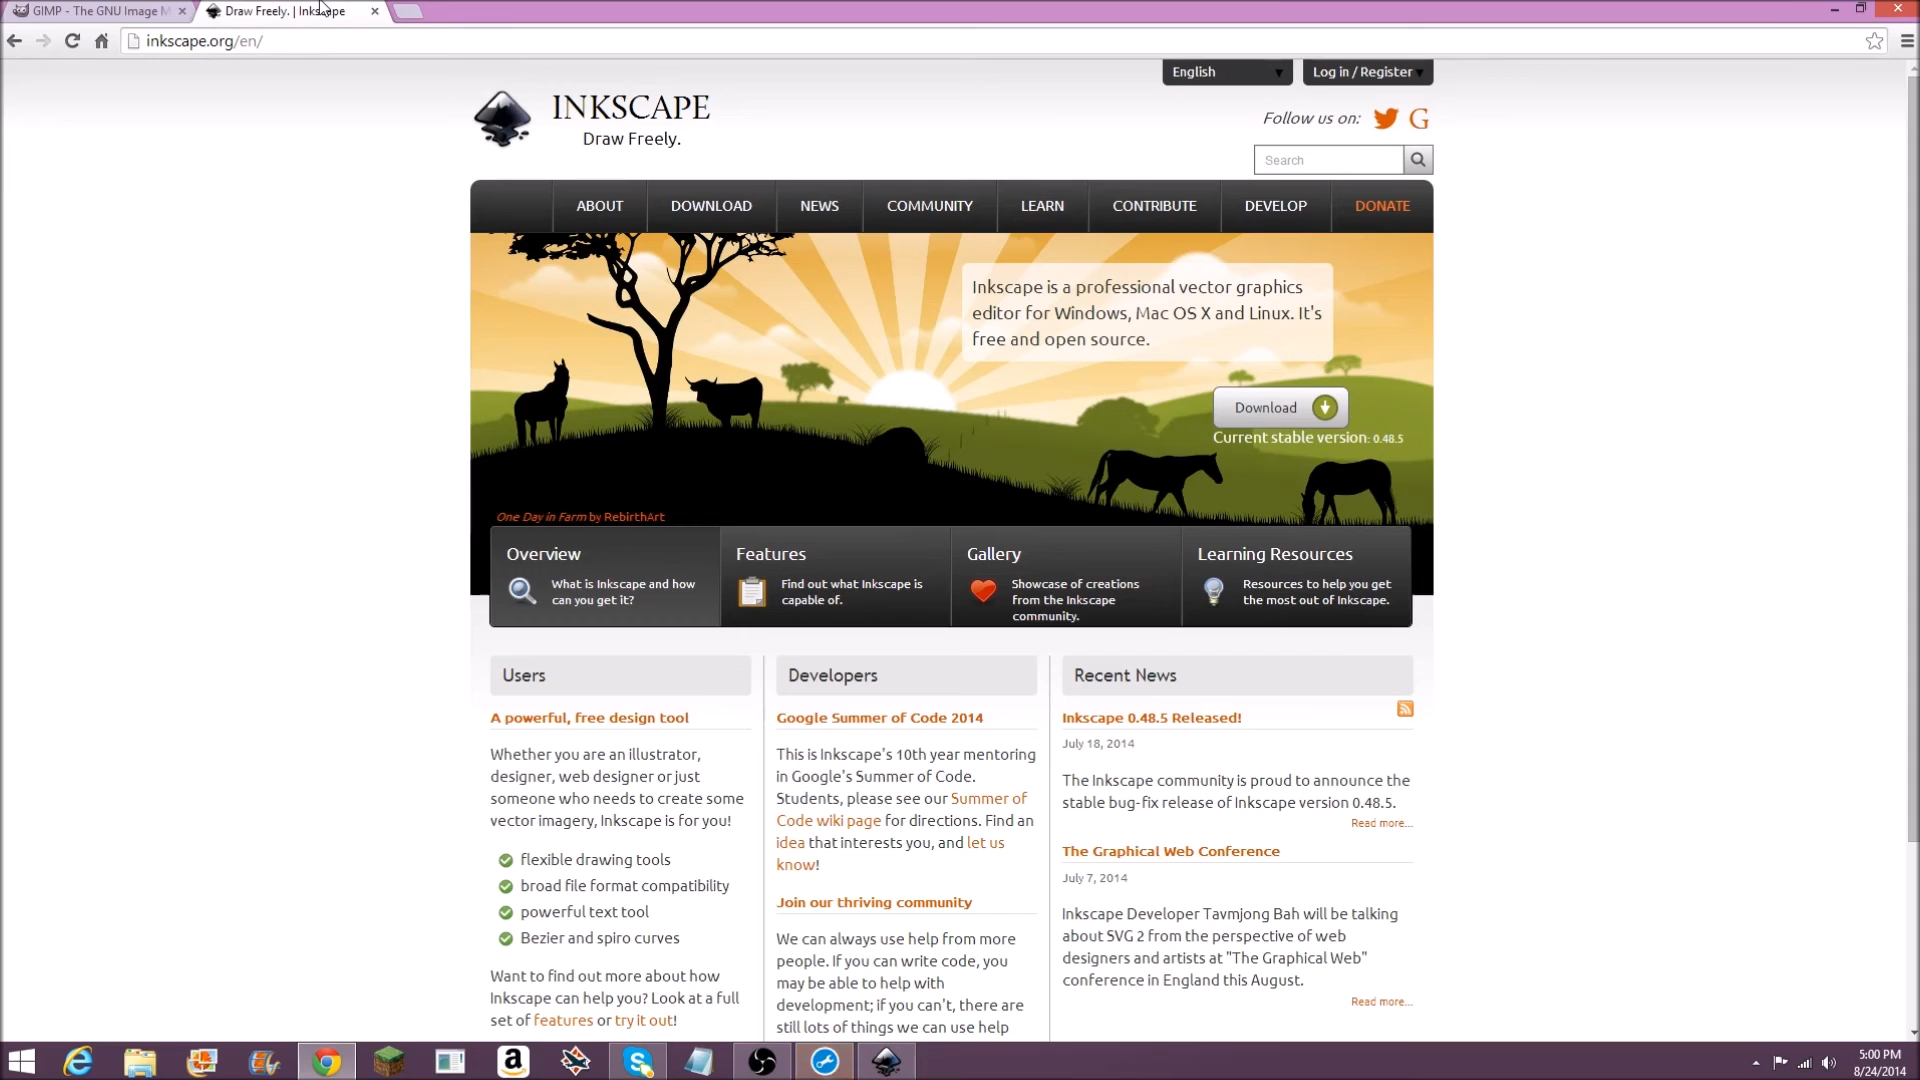 GIMP - The GNU Image M
Draw Freely. | Inkscape
inkscape.org/en/
English
Log in / Register
INKSCAPE
Draw Freely.
Follow us on:
Search
ABOUT
DOWNLOAD
NEWS
COMMUNITY
LEARN
CONTRIBUTE
DEVELOP
DONATE
Inkscape is a professional vector graphics
editor for Windows, Mac OS X and Linux. It's
free and open source.
Download
Current stable version: 0.48.5
One Day in Farm by RebirthArt
Overview
What is Inkscape and how
can you get it?
Features
Find out what Inkscape is
capable of.
Gallery
Showcase of creations
from the Inkscape
community.
Learning Resources
Resources to help you get
the most out of Inkscape.
Users
A powerful, free design tool
Whether you are an illustrator,
designer, web designer or just
someone who needs to create some
vector imagery, Inkscape is for you!
flexible drawing tools
broad file format compatibility
powerful text tool
Bezier and spiro curves
Want to find out more about how
Inkscape can help you? Look at a full
set of features or try it out!
Developers
Google Summer of Code 2014
This is Inkscape's 10th year mentoring
in Google's Summer of Code.
Students, please see our Summer of
Code wiki page for directions. Find an
idea that interests you, and let us
know!
Join our thriving community
We can always use help from more
people. If you can write code, you
may be able to help with
development; if you can't, there are
still lots of things we can use help
Recent News
Inkscape 0.48.5 Released!
July 18, 2014
The Inkscape community is proud to announce the
stable bug-fix release of Inkscape version 0.48.5.
Read more...
The Graphical Web Conference
July 7, 2014
Inkscape Developer Tavmjong Bah will be talking
about SVG 2 from the perspective of web
designers and artists at "The Graphical Web"
conference in England this August.
Read more...
5:00 PM
8/24/2014